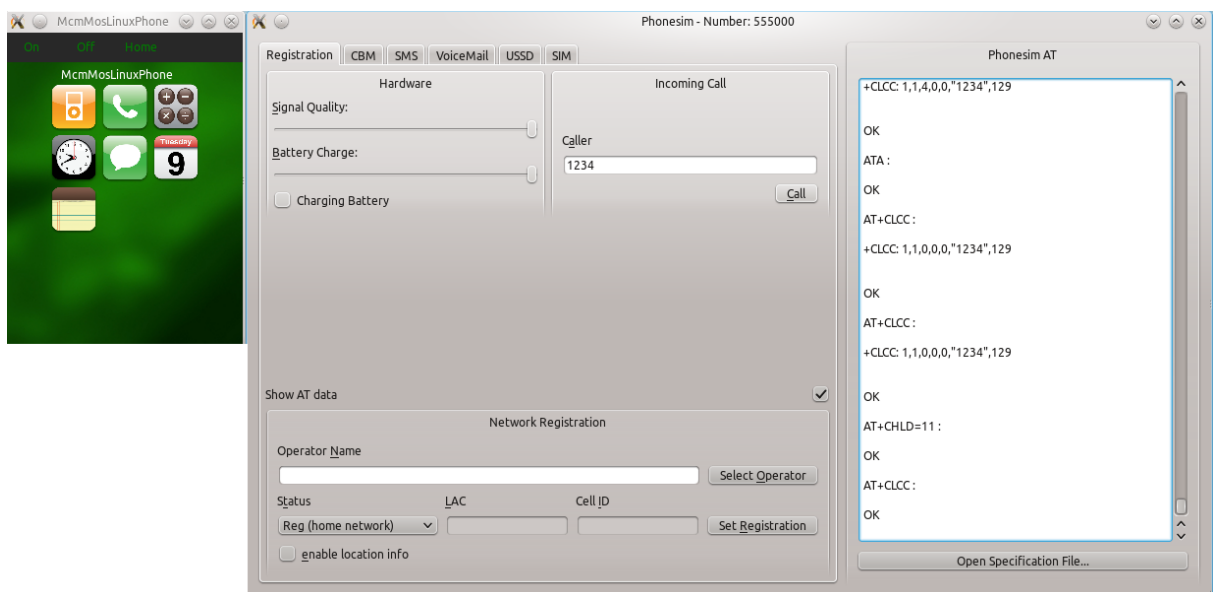 McmMosLinuxPhone
On Off Home
McmMosLinuxPhone
Tuesday
9
Phonesim - Number: 555000
Registration CBM SMS VoiceMail USSD SIM
Hardware
Signal Quality:
Battery Charge:
Charging Battery
Incoming Call
Caller
1234
Call
Show AT data
Network Registration
Operator Name
Select Operator
Status LAC Cell ID
Reg (home network) Set Registration
enable location info
Phonesim AT
+CLCC: 1,1,4,0,0,"1234",129
OK
ATA :
OK
AT+CLCC :
+CLCC: 1,1,0,0,0,"1234",129
OK
AT+CLCC :
+CLCC: 1,1,0,0,0,"1234",129
OK
AT+CHLD=11 :
OK
AT+CLCC :
OK
Open Specification File...